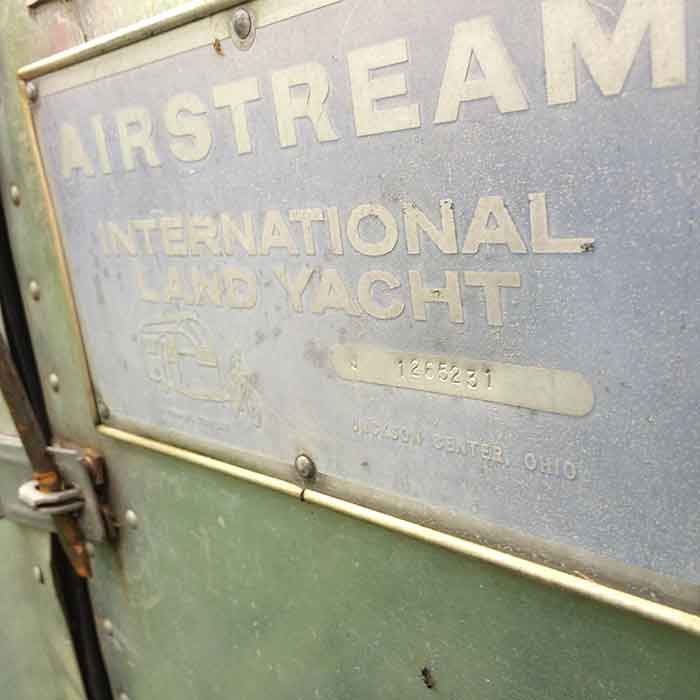 AIRSTREAM
INTERNATIONAL
LAND YACHT
J 1265231
JACKSON CENTER, OHIO